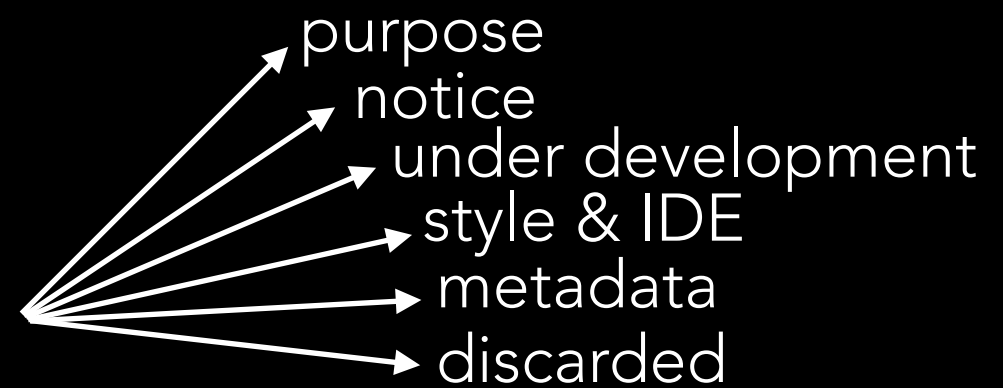 purpose
notice
under development
style & IDE
metadata
discarded